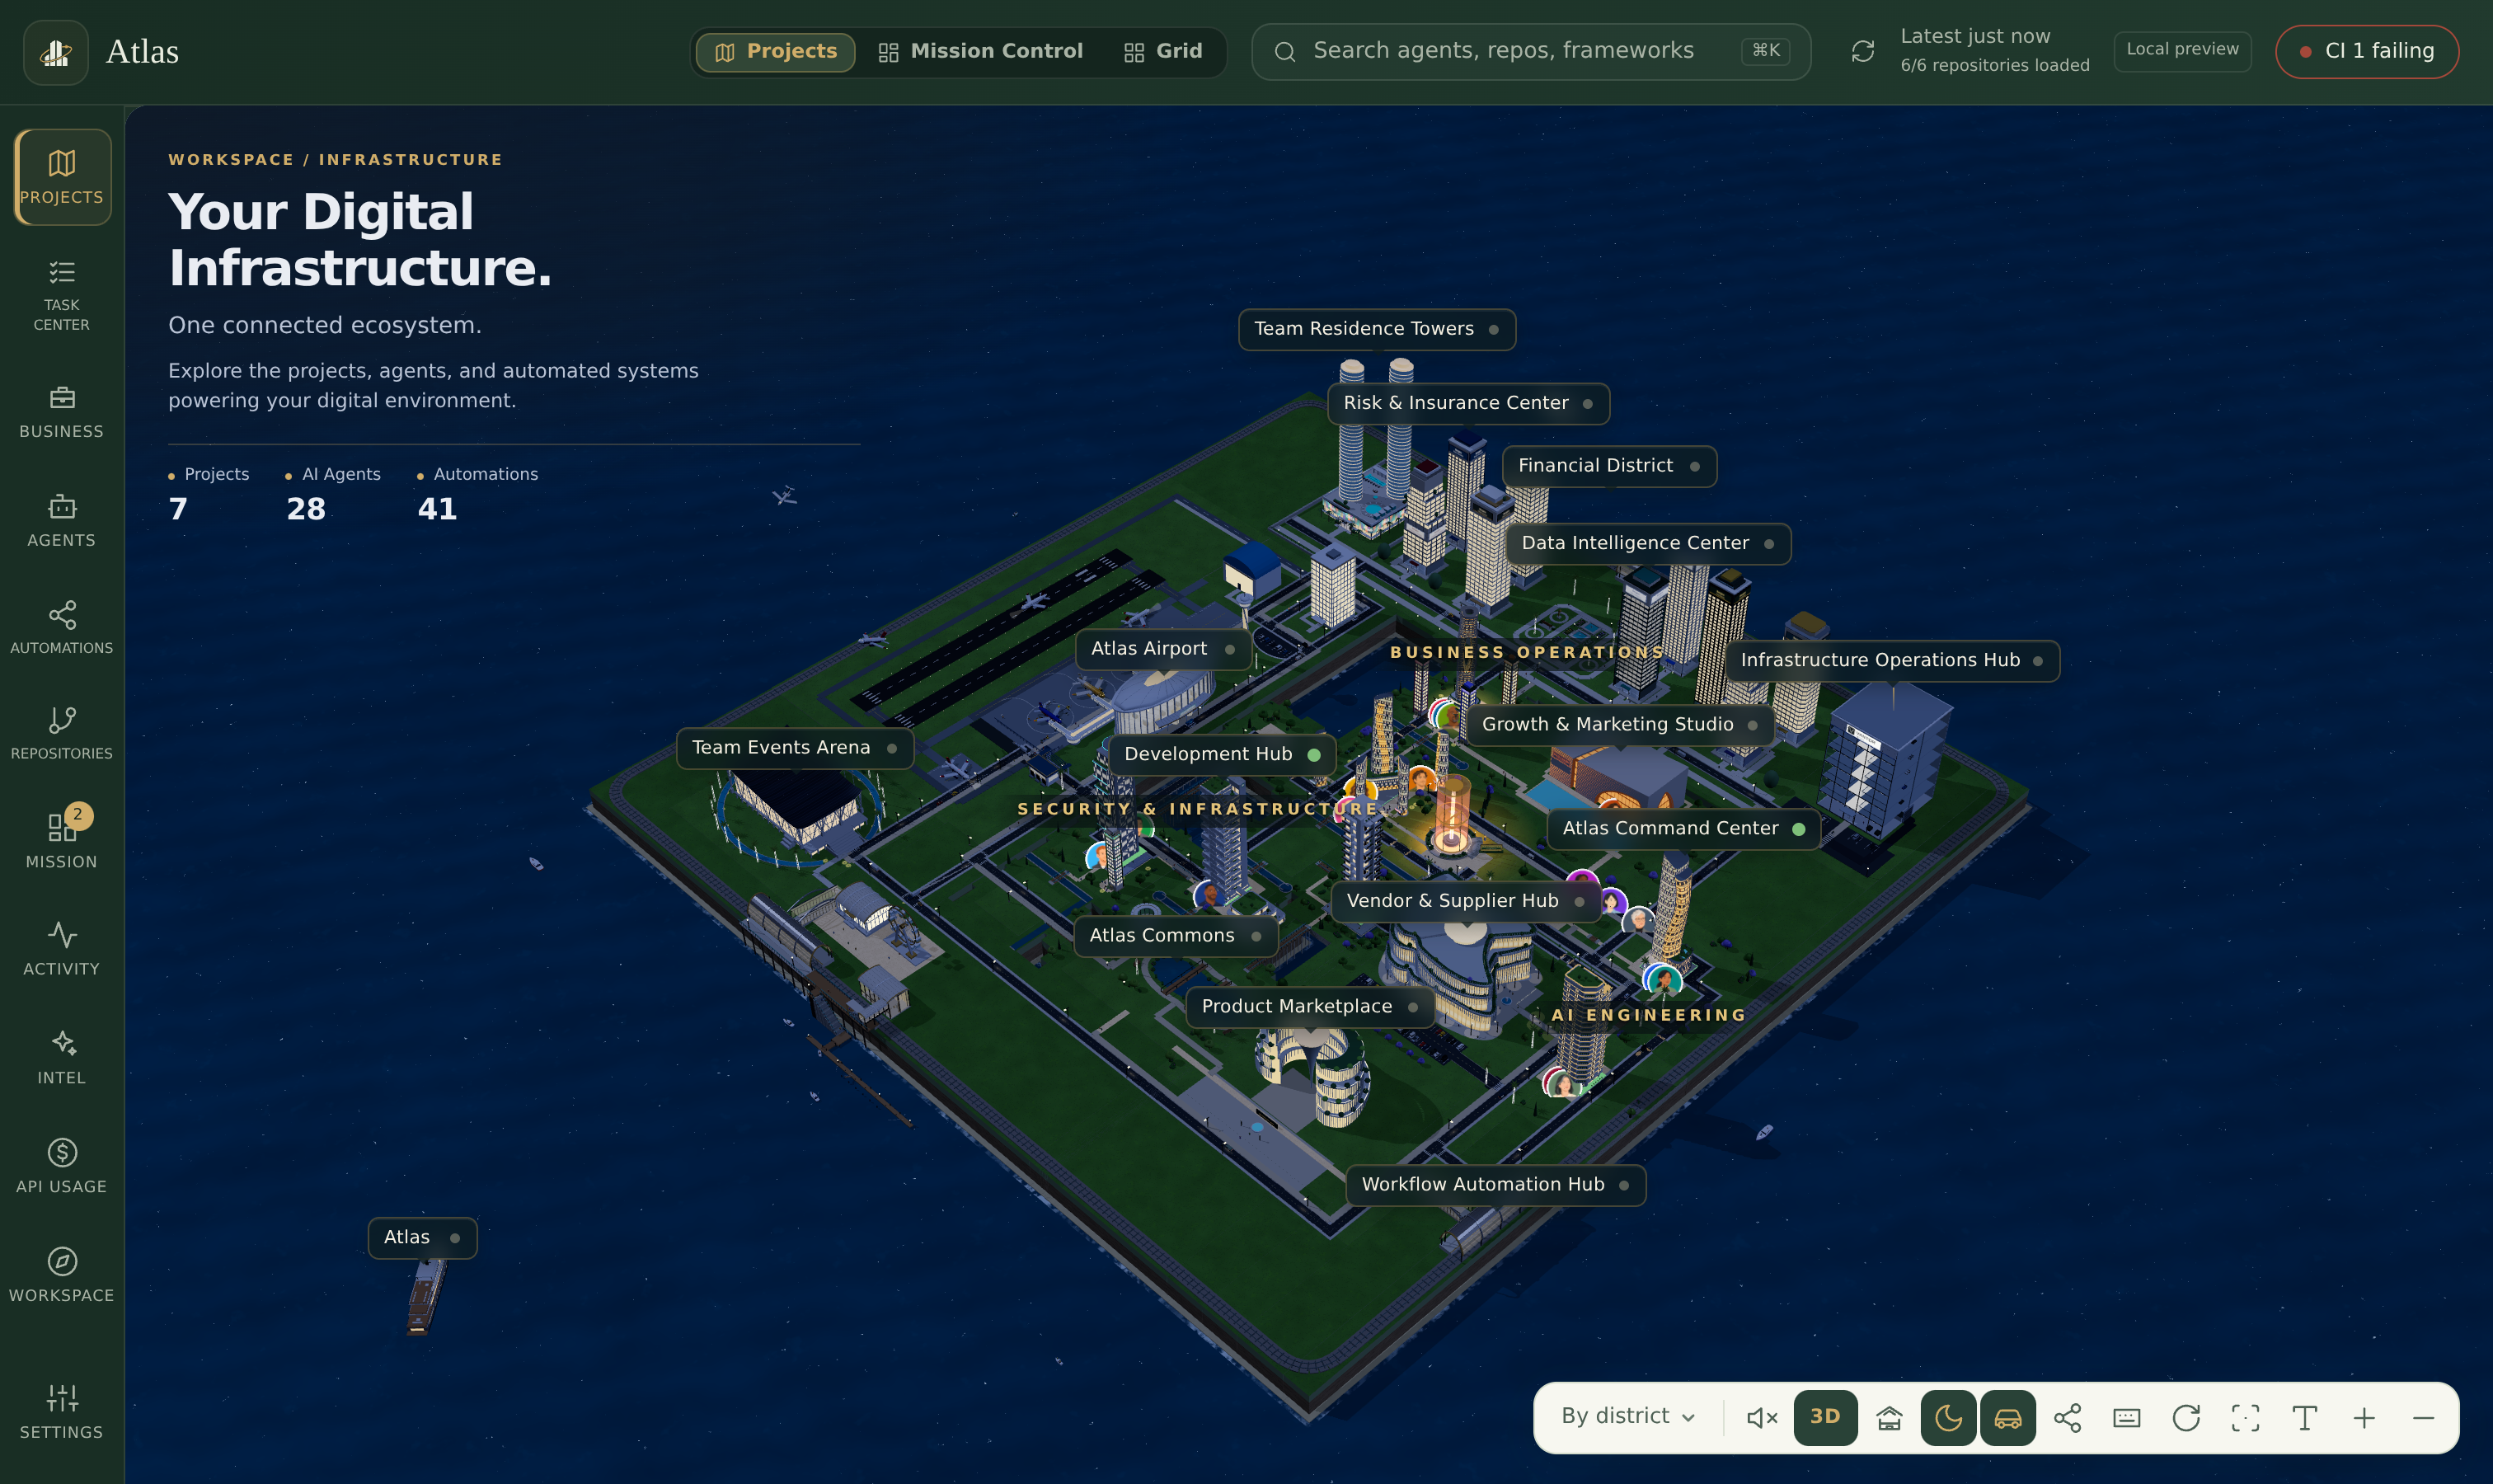 Atlas
Projects
Mission Control
Grid
Search agents, repos, frameworks
⌘K
Latest just now
6/6 repositories loaded
Local preview
CI 1 failing
PROJECTS
TASK
CENTER
BUSINESS
AGENTS
AUTOMATIONS
REPOSITORIES
2
MISSION
ACTIVITY
INTEL
API USAGE
WORKSPACE
SETTINGS
WORKSPACE / INFRASTRUCTURE
Your Digital
Infrastructure.
One connected ecosystem.
Explore the projects, agents, and automated systems
powering your digital environment.
Projects
7
AI Agents
28
Automations
41
Team Residence Towers
Risk & Insurance Center
Financial District
Data Intelligence Center
Atlas Airport
BUSINESS OPERATIONS
Infrastructure Operations Hub
Growth & Marketing Studio
Team Events Arena
Development Hub
SECURITY & INFRASTRUCTURE
Atlas Command Center
Vendor & Supplier Hub
Atlas Commons
Product Marketplace
AI ENGINEERING
Workflow Automation Hub
Atlas
By district
3D